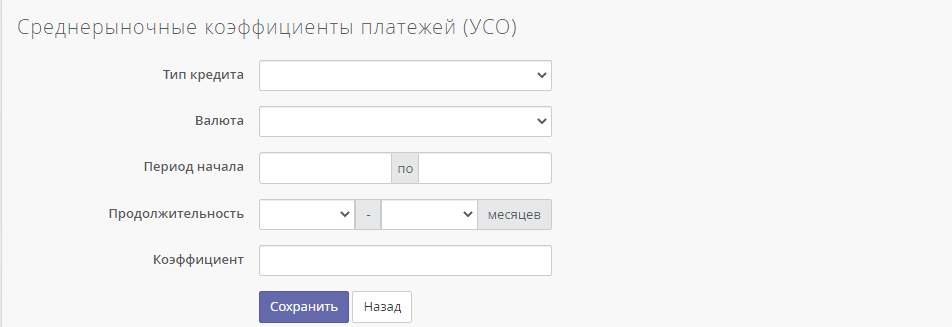 Среднерыночные коэффициенты платежей (УСО)
Тип кредита
Валюта
Период начала по
Продолжительность - месяцев
Коэффициент
Сохранить Назад